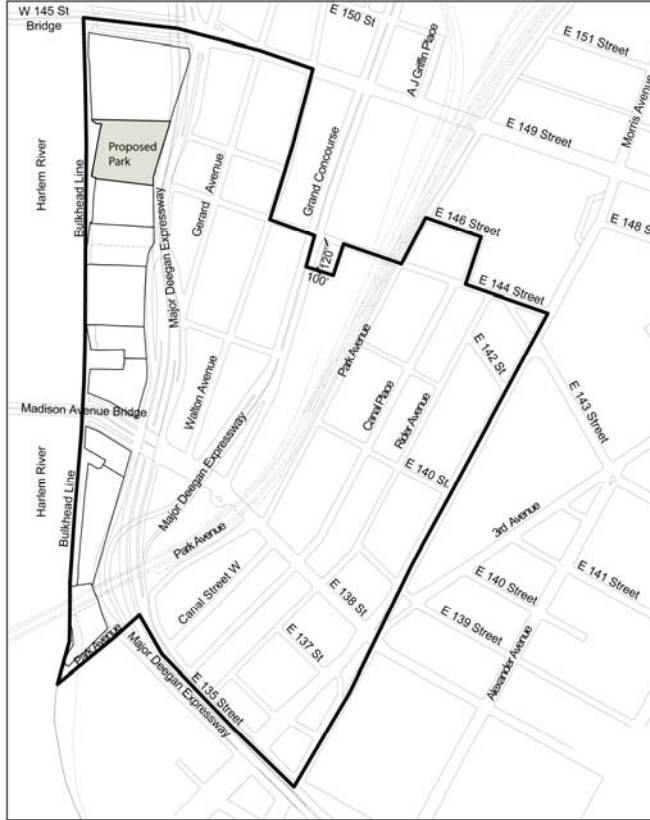 W 145 St
Bridge
E 150 St
A J Griffin Place
E 151 Street
Morris Avenue
E 149 Street
Harlem River
Bulkhead Line
Proposed
Park
Grand Concourse
Gerard Avenue
Major Deegan Expressway
E 146 Street
E 148 S
120'
100'
E 144 Street
Park Avenue
E 142 St
Walton Avenue
Canal Place
Rider Avenue
E 143 Street
Madison Avenue Bridge
Major Deegan Expressway
E 140 St.
Harlem River
Bulkhead Line
3rd Avenue
Park Avenue
E 141 Street
E 140 Street
Canal Street W
E 138 St
E 139 Street
E 137 St
Alexander Avenue
Park Avenue
Major Deegan Expressway
E 135 Street